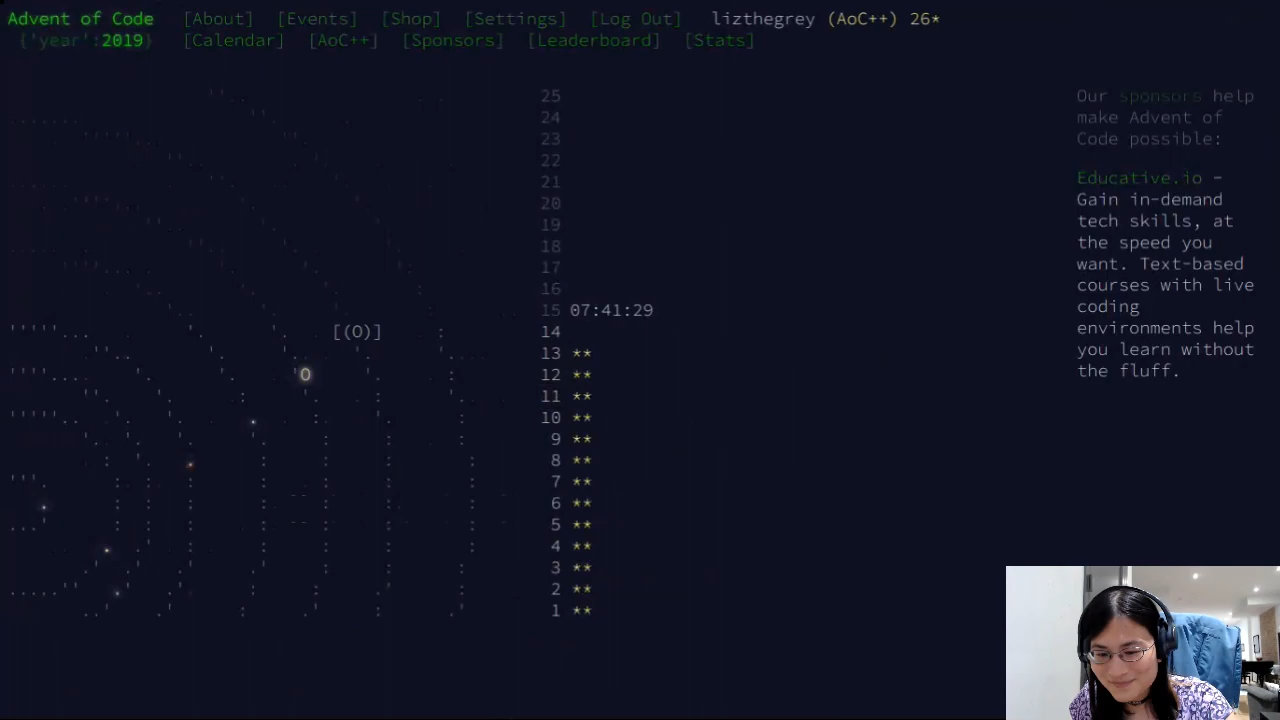 Advent of Code [About] [Events] [Shop] [Settings] [Log Out] lizthegrey (AoC++) 26*
{'year':2019} [Calendar] [AoC++] [Sponsors] [Leaderboard] [Stats]
25
24
23
22
21
20
19
18
17
16
15 07:41:29
[(O)]
14
13 **
O
12 **
11 **
10 **
9 **
8 **
7 **
6 **
5 **
4 **
3 **
2 **
1 **
Our sponsors help
make Advent of
Code possible:
Educative.io -
Gain in-demand
tech skills, at
the speed you
want. Text-based
courses with live
coding
environments help
you learn without
the fluff.